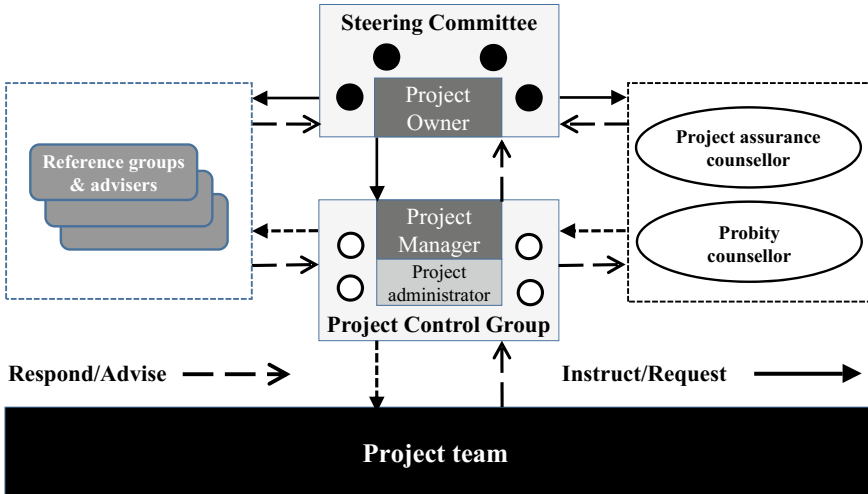 Steering Committee
Project
Owner
Reference groups
& advisers
Project assurance
counsellor
Probity
counsellor
Project
Manager
Project
administrator
Project Control Group
Respond/Advise
Instruct/Request
Project team